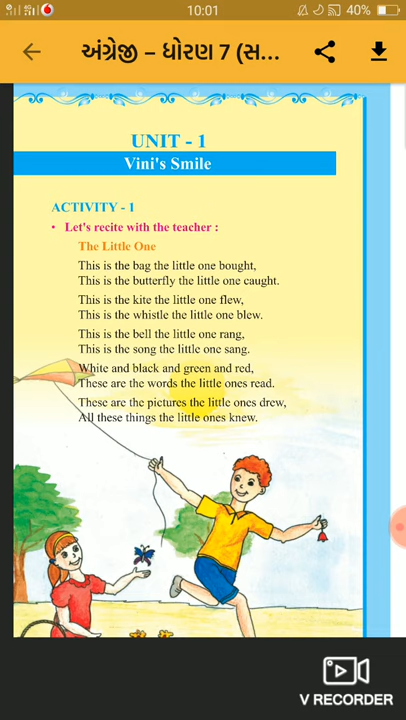 10:01
40%
અંગ્રેજી – ધોરણ 7 (સ...
UNIT - 1
Vini's Smile
ACTIVITY - 1
• Let's recite with the teacher :
The Little One
This is the bag the little one bought,
This is the butterfly the little one caught.
This is the kite the little one flew,
This is the whistle the little one blew.
This is the bell the little one rang,
This is the song the little one sang.
White and black and green and red,
These are the words the little ones read.
These are the pictures the little ones drew,
All these things the little ones knew.
V RECORDER